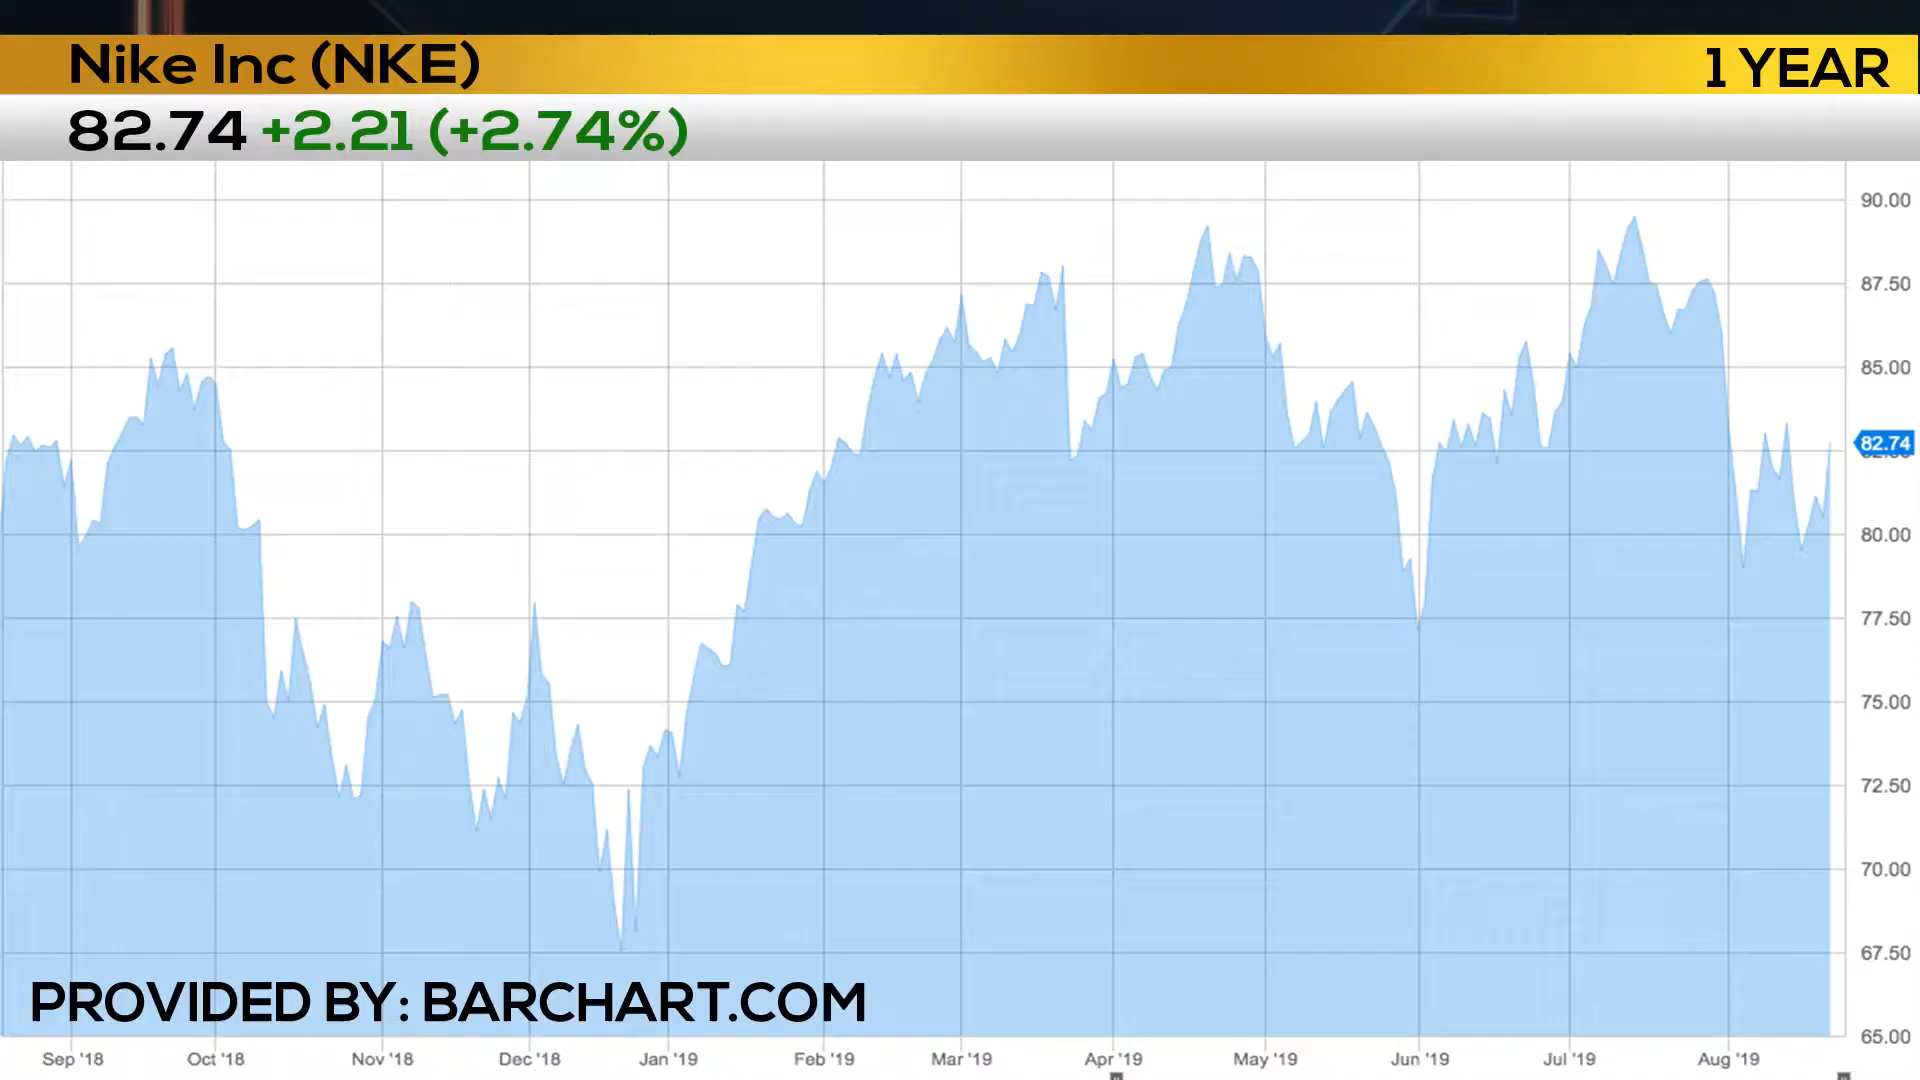 Nike Inc (NKE)
1 YEAR
82.74 +2.21 (+2.74%)
90.00
87.50
85.00
82.74
80.00
77.50
75.00
72.50
70.00
67.50
65.00
PROVIDED BY: BARCHART.COM
Sep '18 Oct '18 Nov '18 Dec '18 Jan '19 Feb '19 Mar '19 Apr '19 May '19 Jun '19 Jul '19 Aug '19